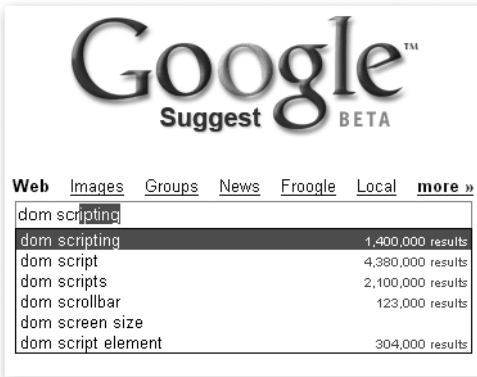 Google™
Suggest BETA
Web Images Groups News Froogle Local more »
dom scripting
dom scripting 1,400,000 results
dom script 4,380,000 results
dom scripts 2,100,000 results
dom scrollbar 123,000 results
dom screen size
dom script element 304,000 results